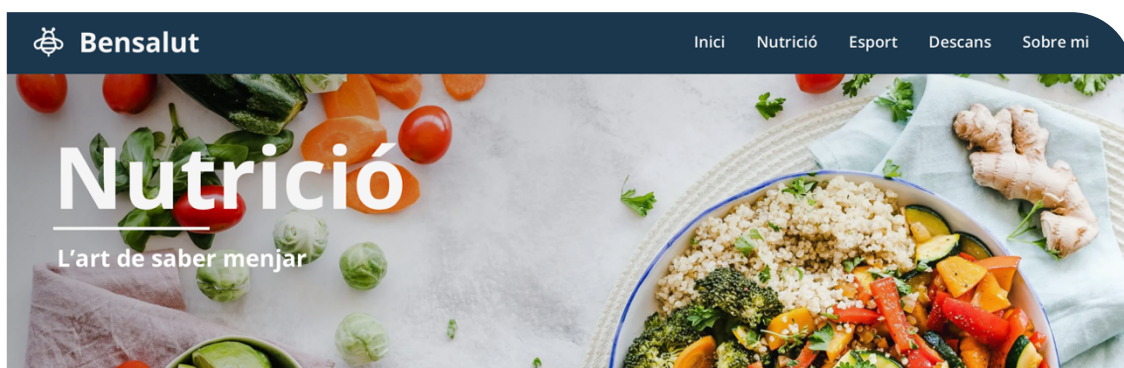 Bensalut
Inici Nutrició Esport Descans Sobre mi
Nutrició
L’art de saber menjar